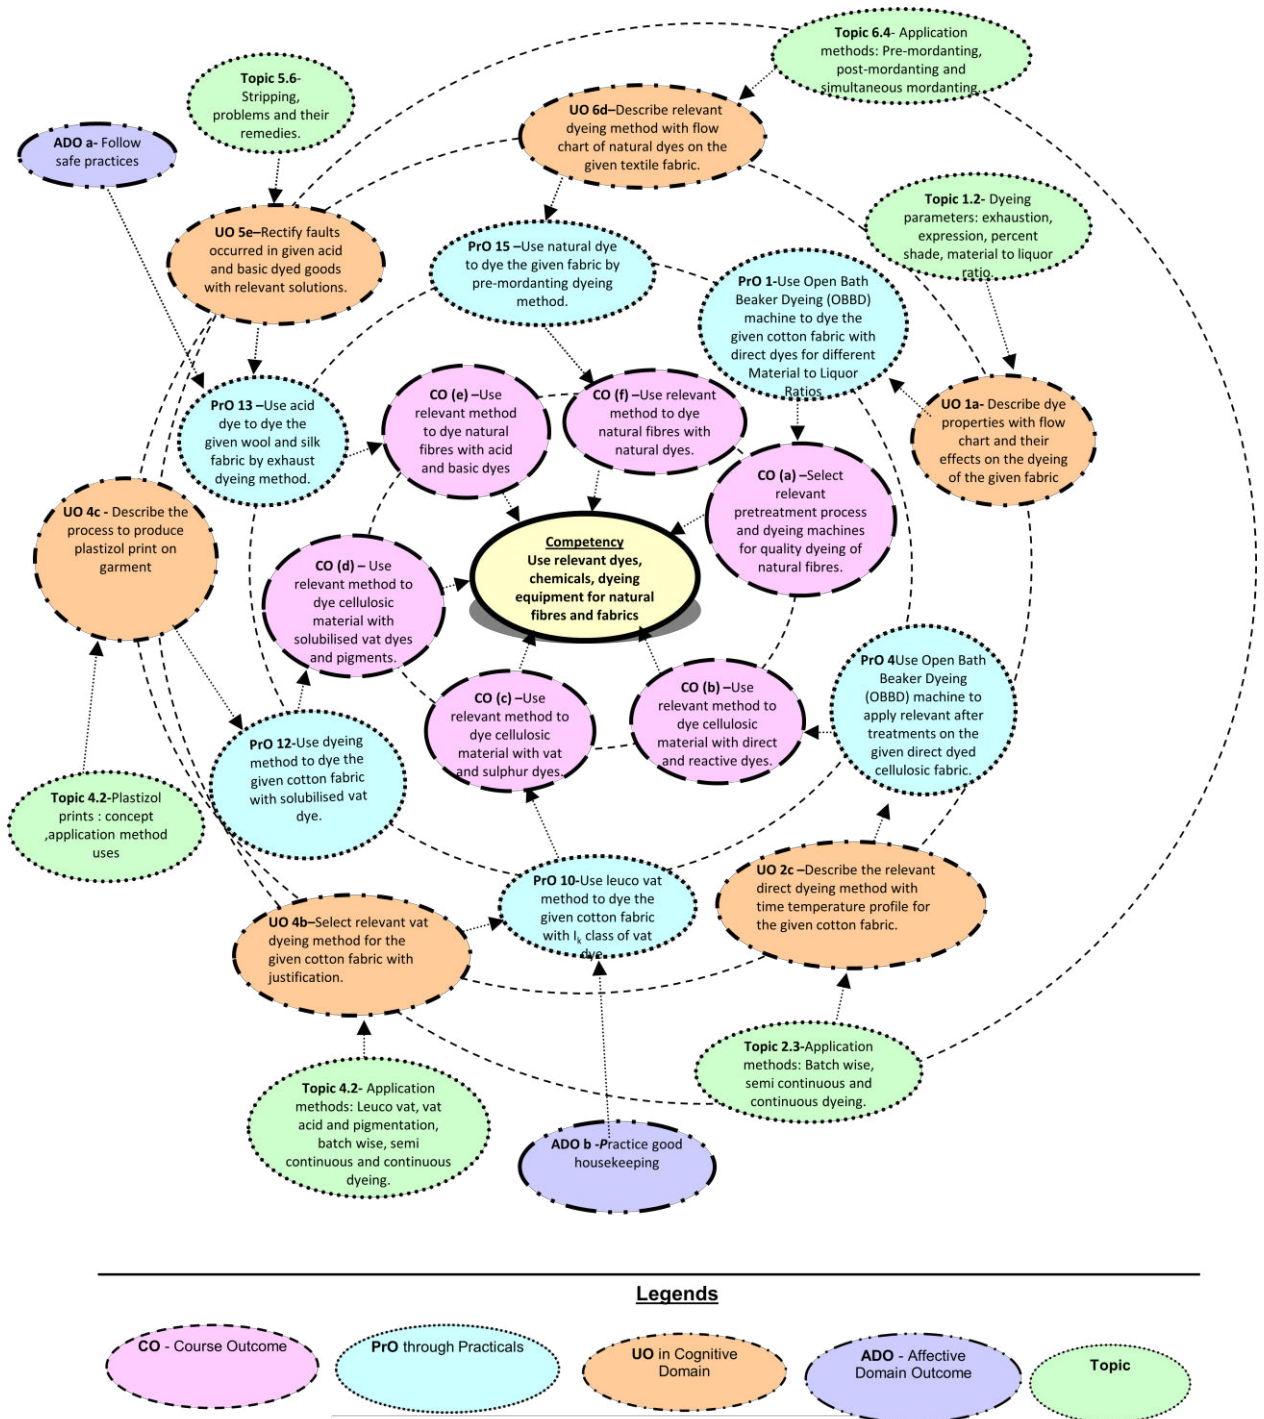 Topic 6.4- Application
methods: Pre-mordanting,
post-mordanting and
simultaneous mordanting.
Topic 5.6-
Stripping,
problems and their
remedies.
UO 6d–Describe relevant
dyeing method with flow
chart of natural dyes on the
given textile fabric.
ADO a- Follow
safe practices
Topic 1.2- Dyeing
parameters: exhaustion,
expression, percent
shade, material to liquor
ratio.
UO 5e–Rectify faults
occurred in given acid
and basic dyed goods
with relevant solutions.
PrO 15 –Use natural dye
to dye the given fabric by
pre-mordanting dyeing
method.
PrO 1-Use Open Bath
Beaker Dyeing (OBBD)
machine to dye the
given cotton fabric with
direct dyes for different
Material to Liquor
Ratios
PrO 13 –Use acid
dye to dye the
given wool and silk
fabric by exhaust
dyeing method.
CO (e) –Use
relevant method
to dye natural
fibres with acid
and basic dyes
CO (f) –Use relevant
method to dye
natural fibres with
natural dyes.
UO 1a- Describe dye
properties with flow
chart and their
effects on the dyeing
of the given fabric
CO (a) –Select
relevant
pretreatment process
and dyeing machines
for quality dyeing of
natural fibres.
UO 4c - Describe the
process to produce
plastizol print on
garment
Competency
Use relevant dyes,
chemicals, dyeing
equipment for natural
fibres and fabrics
CO (d) – Use
relevant method to
dye cellulosic
material with
solubilised vat dyes
and pigments.
PrO 4Use Open Bath
Beaker Dyeing
(OBBD) machine to
apply relevant after
treatments on the
given direct dyed
cellulosic fabric.
CO (c) –Use
relevant method to
dye cellulosic
material with vat
and sulphur dyes.
CO (b) –Use
relevant method to
dye cellulosic
material with direct
and reactive dyes.
PrO 12-Use dyeing
method to dye the
given cotton fabric
with solubilised vat
dye.
Topic 4.2-Plastizol
prints : concept
,application method
uses
PrO 10-Use leuco vat
method to dye the
given cotton fabric
with Ik class of vat
dye.
UO 2c –Describe the relevant
direct dyeing method with
time temperature profile for
the given cotton fabric.
UO 4b–Select relevant vat
dyeing method for the
given cotton fabric with
justification.
Topic 2.3-Application
methods: Batch wise,
semi continuous and
continuous dyeing.
Topic 4.2- Application
methods: Leuco vat, vat
acid and pigmentation,
batch wise, semi
continuous and continuous
dyeing.
ADO b -Practice good
housekeeping
Legends
CO - Course Outcome
PrO through Practicals
UO in Cognitive
Domain
ADO - Affective
Domain Outcome
Topic